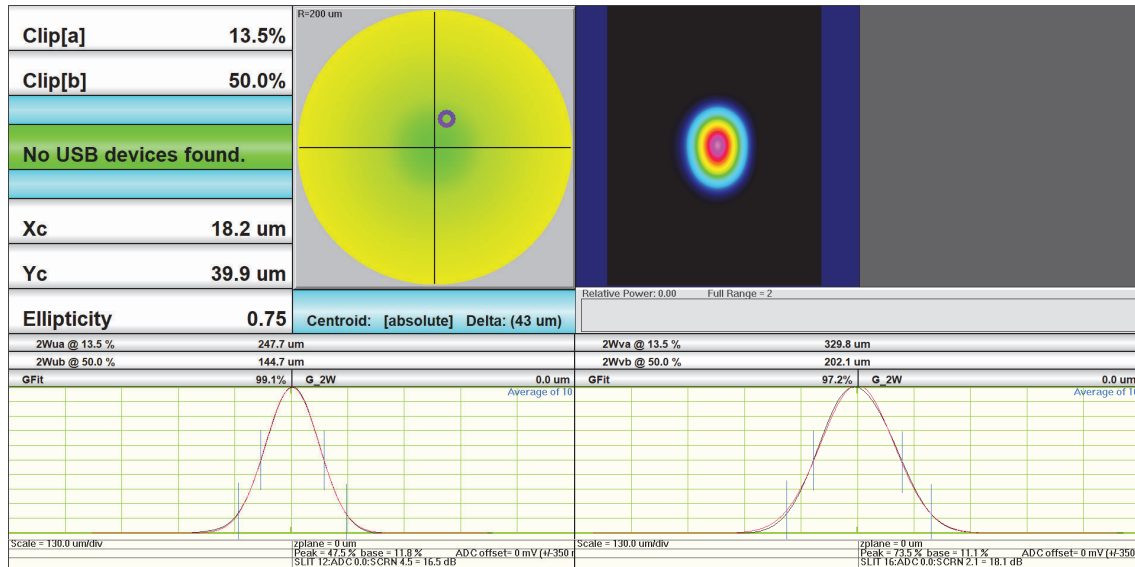 Clip[a] 13.5%
Clip[b] 50.0%
No USB devices found.
Xc 18.2 um
Yc 39.9 um
Ellipticity 0.75
R=200 um
Centroid: [absolute] Delta: (43 um)
Relative Power: 0.00 Full Range = 2
2Wua @ 13.5 % 247.7 um
2Wub @ 50.0 % 144.7 um
GFit 99.1% G_2W 0.0 um
Average of 10
Scale = 130.0 um/div
zplane = 0 um
Peak = 47.5 % base = 11.8 % ADC offset= 0 mV (+/-350 r
SLIT 12:ADC 0.0:SCRN 4.5 = 16.5 dB
2Wva @ 13.5 % 329.8 um
2Wvb @ 50.0 % 202.1 um
GFit 97.2% G_2W 0.0 um
Average of 10
Scale = 130.0 um/div
zplane = 0 um
Peak = 73.5 % base = 11.1 % ADC offset= 0 mV (+/-350
SLIT 16:ADC 0.0:SCRN 2.1 = 18.1 dB